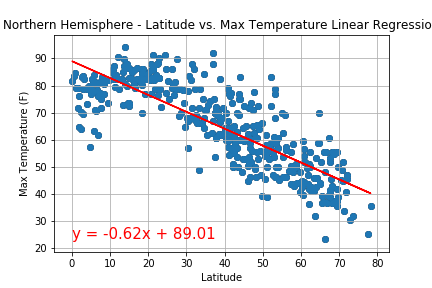 Northern Hemisphere - Latitude vs. Max Temperature Linear Regressio
Max Temperature (F)
90
80
70
60
50
40
30
20
y = -0.62x + 89.01
0 10 20 30 40 50 60 70 80
Latitude